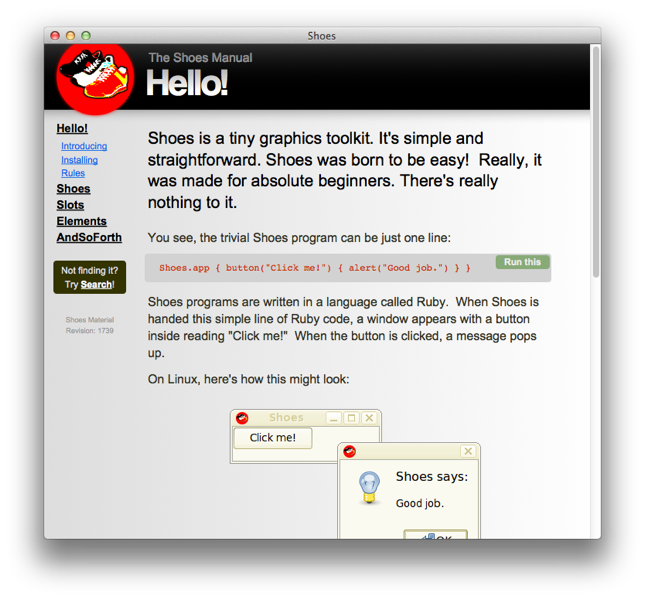 Shoes
The Shoes Manual
Hello!
Hello!
Introducing
Installing
Rules
Shoes
Slots
Elements
AndSoForth
Not finding it?
Try Search!
Shoes Material
Revision: 1739
Shoes is a tiny graphics toolkit. It's simple and
straightforward. Shoes was born to be easy!  Really, it
was made for absolute beginners. There's really
nothing to it.
You see, the trivial Shoes program can be just one line:
Run this
Shoes.app { button("Click me!") { alert("Good job.") } }
Shoes programs are written in a language called Ruby.  When Shoes is
handed this simple line of Ruby code, a window appears with a button
inside reading "Click me!"  When the button is clicked, a message pops
up.
On Linux, here's how this might look:
Shoes
Click me!
Shoes says:
Good job.
OK